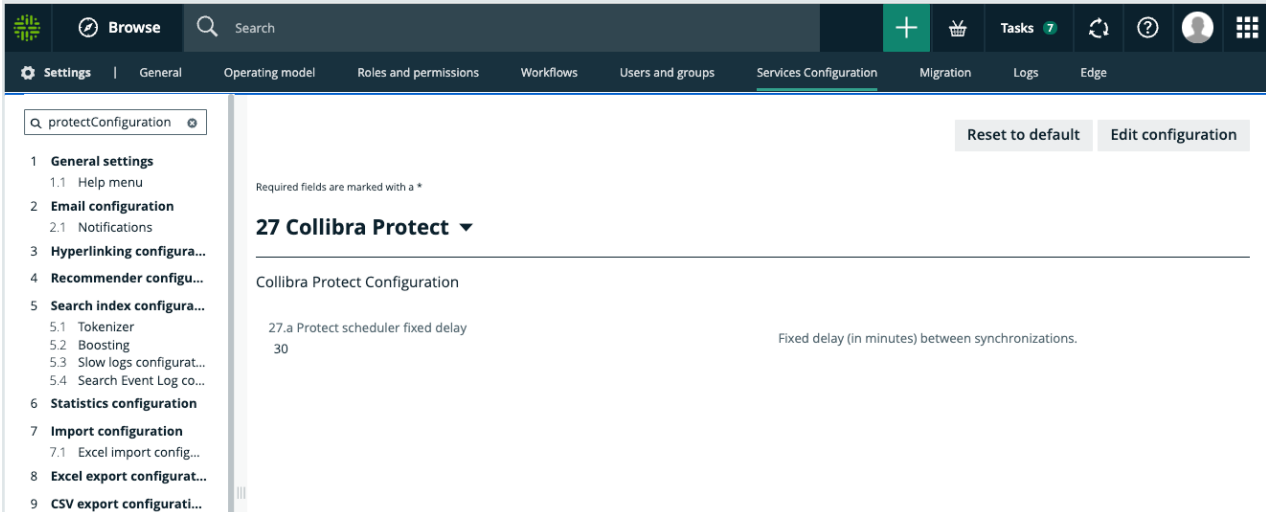 Browse
Search
Tasks 7
Settings | General Operating model Roles and permissions Workflows Users and groups Services Configuration Migration Logs Edge
protectConfiguration
Reset to default Edit configuration
1 General settings
1.1 Help menu
2 Email configuration
2.1 Notifications
3 Hyperlinking configura...
4 Recommender configu...
5 Search index configura...
5.1 Tokenizer
5.2 Boosting
5.3 Slow logs configurat...
5.4 Search Event Log co...
6 Statistics configuration
7 Import configuration
7.1 Excel import config...
8 Excel export configurat...
9 CSV export configurati...
Required fields are marked with a *
27 Collibra Protect
Collibra Protect Configuration
27.a Protect scheduler fixed delay
30
Fixed delay (in minutes) between synchronizations.